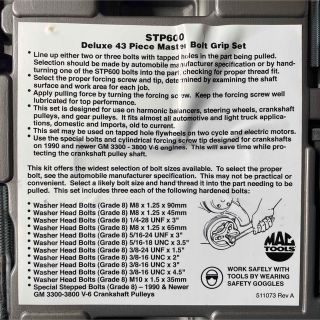 STP600
Deluxe 43 Piece Master Bolt Grip Set
• Line up either two or three bolts with tapped holes in the part being pulled.
Selection should be made by automobile manufacturer specification or by hand-
turning one of the STP600 bolts into the part, checking for proper thread fit.
• Select the proper forcing screw and tip, determined by examining the shaft
surface and work area for each job.
• Apply pulling force by turning the forcing screw. Keep the forcing screw well
lubricated for top performance.
• This set is designed for use on harmonic balancers, steering wheels, crankshaft
pulleys, and gear pulleys. It fits almost all automotive and light truck applica-
tions, domestic and imports, old to current.
• This set may be used on tapped hole flywheels on two cycle and electric motors.
• Use the special bolts and cylindrical forcing screw tip designed for crankshafts
on 1990 and newer GM 3300 - 3800 V-6 engines. This will save time while pro-
tecting the crankshaft pulley shaft.
This kit offers the widest selection of bolt sizes available. To select the proper
bolt, see the automobile manufacturer specification. This may not be practical or
convenient. Select a likely bolt size and hand thread it into the part needing to be
pulled. This set includes three each of the following hardened bolts:
• Washer Head Bolts (Grade 8) M8 x 1.25 x 90mm
• Washer Head Bolts (Grade 8) M8 x 1.25 x 45mm
• Washer Head Bolts (Grade 8) 1/4-28 UNF x 3"
• Washer Head Bolts (Grade 8) M8 x 1.25 x 65mm
• Washer Head Bolts (Grade 8) 5/16-24 UNF x 3"
• Washer Head Bolts (Grade 8) 5/16-18 UNC x 3.5"
• Washer Head Bolts (Grade 8) 3/8-24 UNF x 1.5"
• Washer Head Bolts (Grade 8) 3/8-16 UNC x 2"
• Washer Head Bolts (Grade 8) 3/8-16 UNC x 3"
• Washer Head Bolts (Grade 8) 3/8-16 UNC x 4.5"
• Washer Head Bolts (Grade 8) M10 x 1.5 x 35mm
• Special Stepped Bolts (Grade 8) – 1990 & Newer
GM 3300-3800 V-6 Crankshaft Pulleys
MAC
TOOLS
WORK SAFELY WITH
TOOLS BY WEARING
SAFETY GOGGLES
511073 Rev A